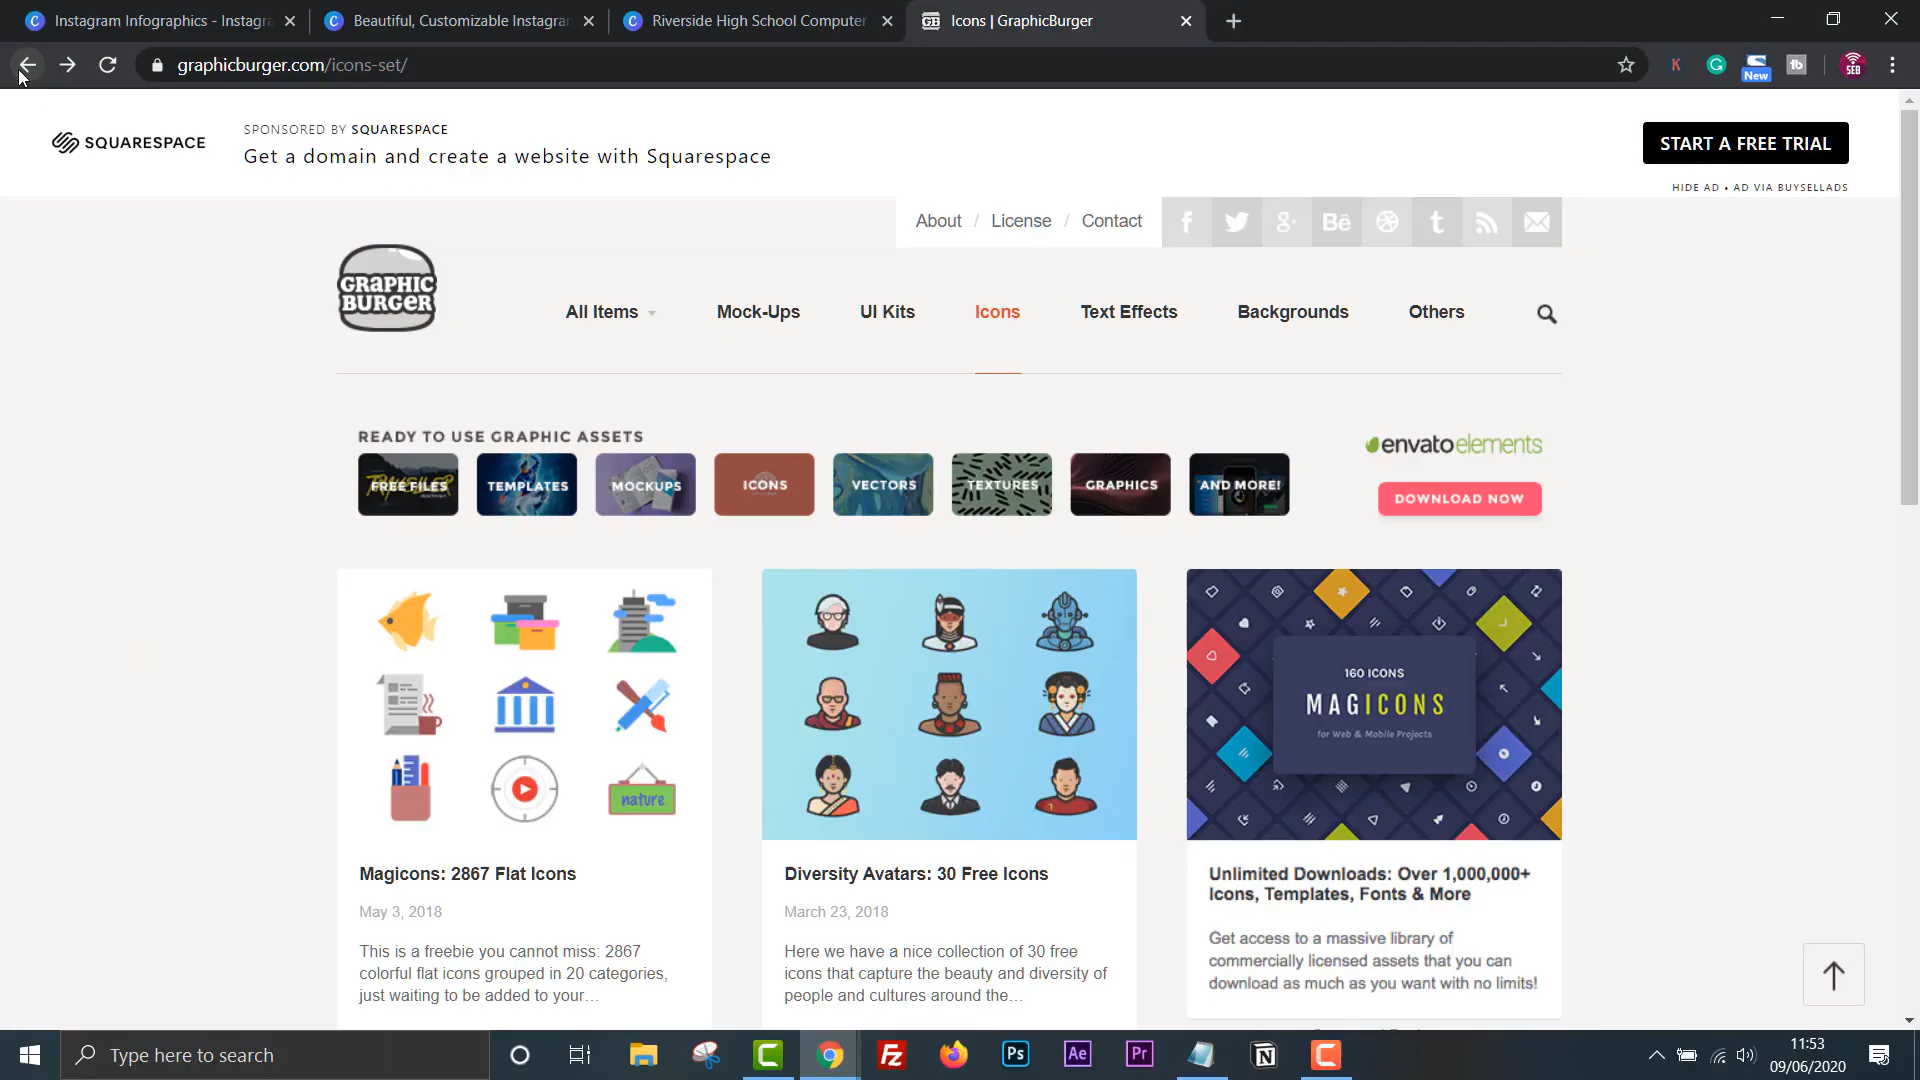 Instagram Infographics - Instagra
Beautiful, Customizable Instagra
Riverside High School Computer
Icons | GraphicBurger
graphicburger.com/icons-set/
New
SEB
SQUARESPACE
SPONSORED BY SQUARESPACE
Get a domain and create a website with Squarespace
START A FREE TRIAL
HIDE AD • AD VIA BUYSELLADS
About / License / Contact
GRAPHIC
BURGER
All Items
Mock-Ups
UI Kits
Icons
Text Effects
Backgrounds
Others
READY TO USE GRAPHIC ASSETS
FREE FILES
TEMPLATES
MOCKUPS
ICONS
VECTORS
TEXTURES
GRAPHICS
AND MORE!
envatoelements
DOWNLOAD NOW
nature
160 ICONS
MAGICONS
for Web & Mobile Projects
Magicons: 2867 Flat Icons
May 3, 2018
This is a freebie you cannot miss: 2867
colorful flat icons grouped in 20 categories,
just waiting to be added to your…
Diversity Avatars: 30 Free Icons
March 23, 2018
Here we have a nice collection of 30 free
icons that capture the beauty and diversity of
people and cultures around the…
Unlimited Downloads: Over 1,000,000+
Icons, Templates, Fonts & More
Get access to a massive library of
commercially licensed assets that you can
download as much as you want with no limits!
Type here to search
Fz
Ps
Ae
Pr
11:53
09/06/2020